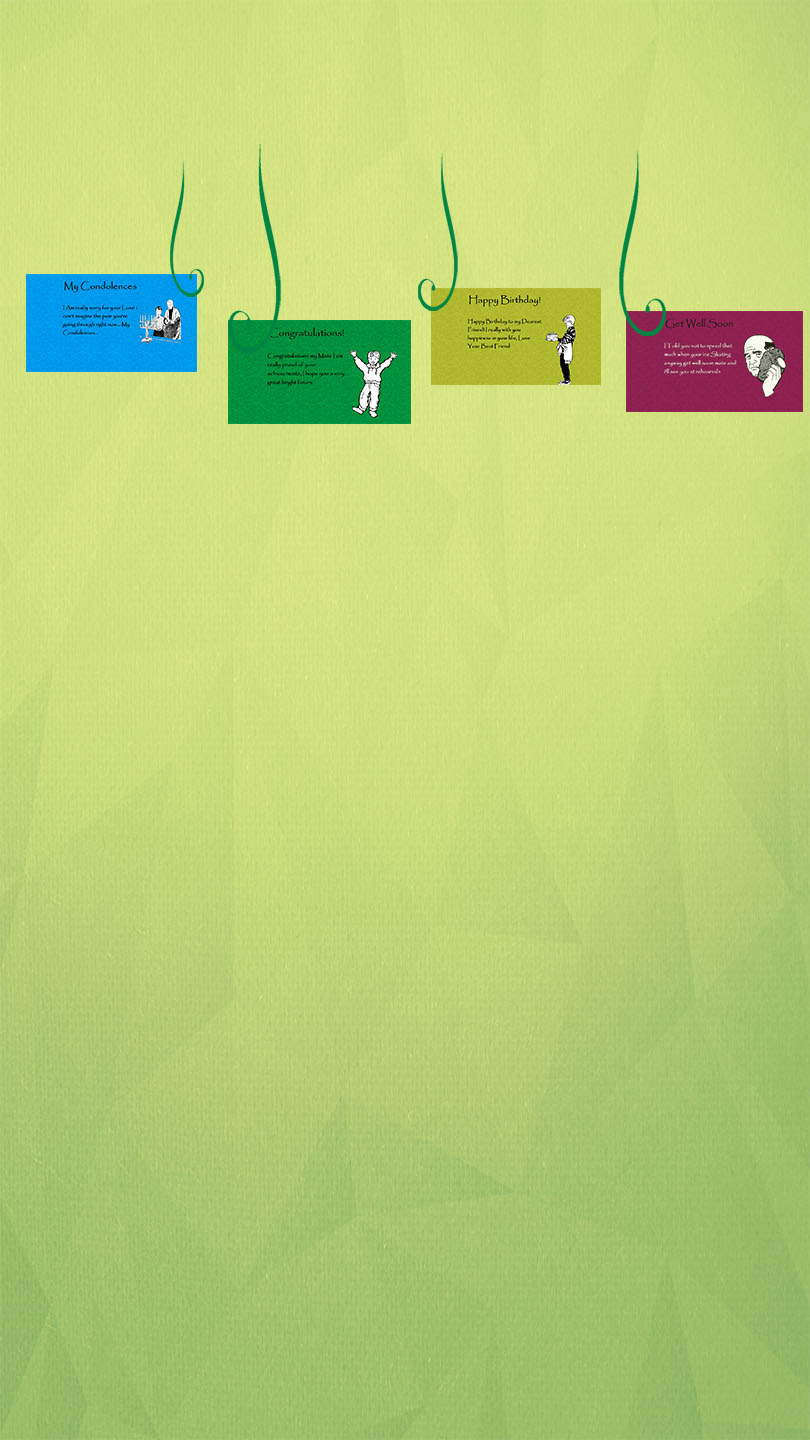 My Condolences
I Am really sorry for your Lost i
can't imagine the pain you're
going through right now... My
Condolences..
Congratulations!
Congratulations my Mate I am
really proud of your
achievements, I hope you a very
great bright future
Happy Birthday!
Happy Birthday to my Dearest
Friend! I really wish you
happiness in your life, Love
Your Best Friend
Get Well Soon
I Told you not to speed that
much when your ice Skating,
anyway get well soon mate and
i'll see you at rehearsals